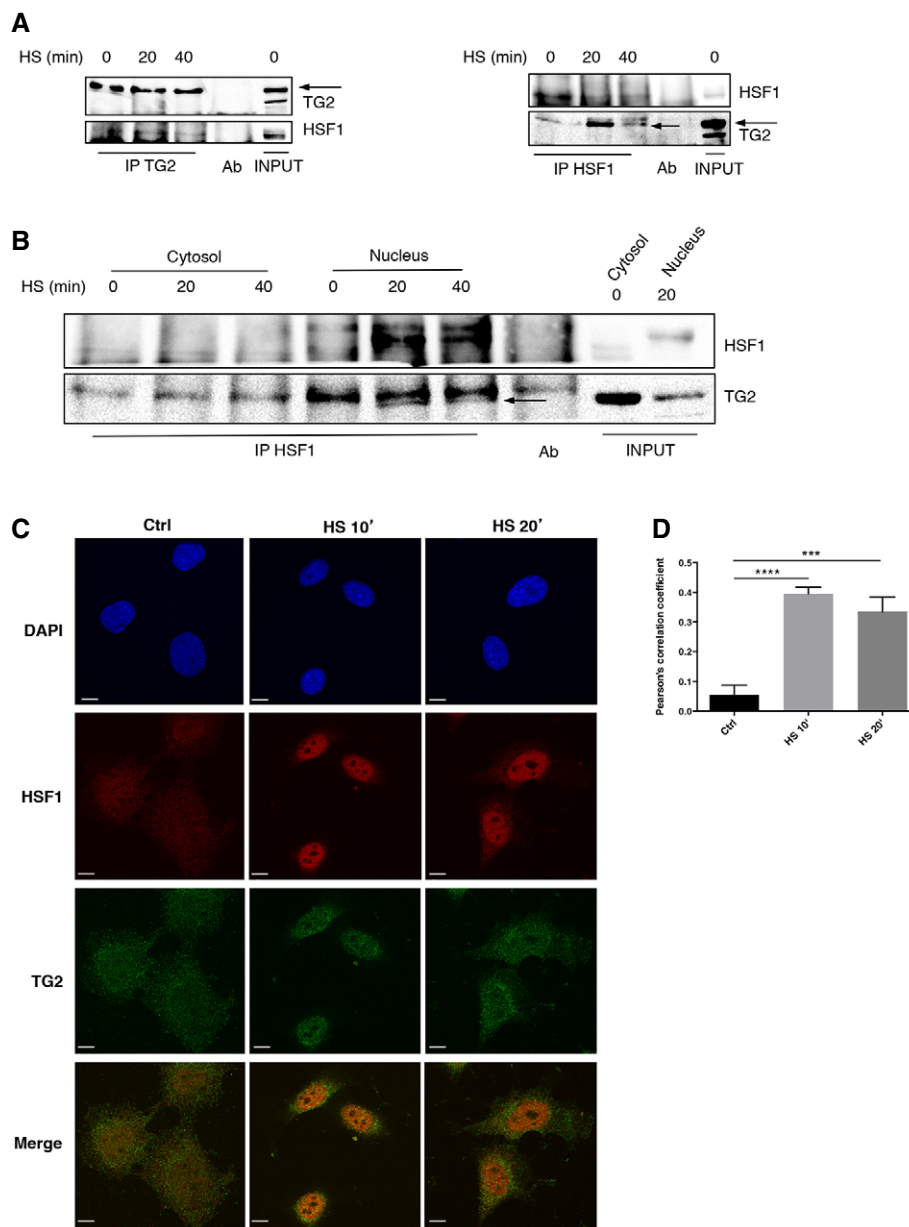 A
HS (min) 0 20 40 0
TG2
HSF1
IP TG2 Ab INPUT
HS (min) 0 20 40 0
HSF1
TG2
IP HSF1 Ab INPUT
B
Cytosol Nucleus Cytosol Nucleus
HS (min) 0 20 40 0 20 40 0 20
HSF1
TG2
IP HSF1 Ab INPUT
C
Ctrl HS 10' HS 20'
DAPI
HSF1
TG2
Merge
D
Pearson's correlation coefficient
0.5
0.4
0.3
0.2
0.1
0.0
***
****
Ctrl HS 10' HS 20'